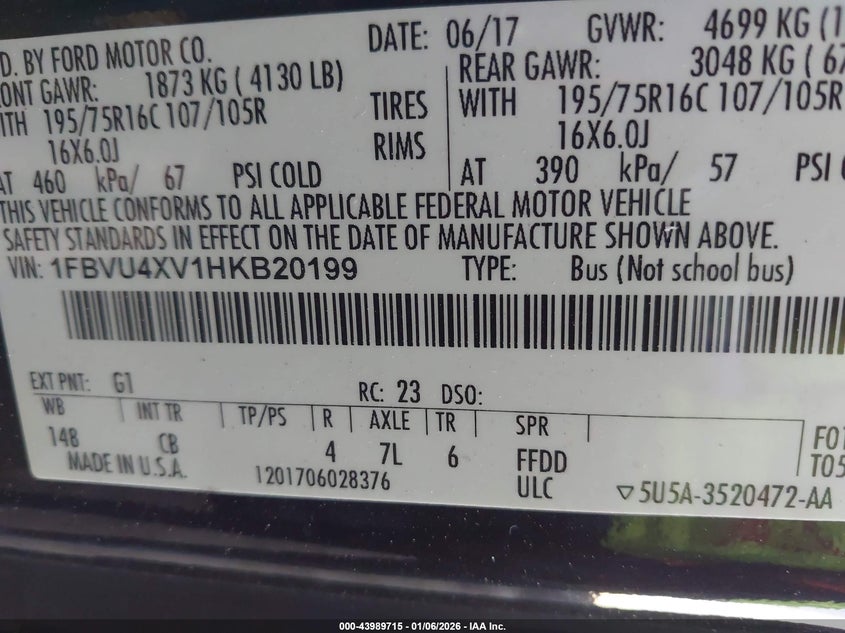 D. BY FORD MOTOR CO. DATE: 06/17 GVWR: 4699 KG (1
ONT GAWR: 1873 KG ( 4130 LB) REAR GAWR: 3048 KG ( 67
ITH 195/75R16C 107/105R TIRES WITH 195/75R16C 107/105R
16X6.0J RIMS 16X6.0J
AT 460 kPa/ 67 PSI COLD AT 390 kPa/ 57 PSI C
THIS VEHICLE CONFORMS TO ALL APPLICABLE FEDERAL MOTOR VEHICLE
SAFETY STANDARDS IN EFFECT ON THE DATE OF MANUFACTURE SHOWN ABOVE.
VIN: 1FBVU4XV1HKB20199 TYPE: Bus (Not school bus)
EXT PNT: G1 RC: 23 DSO:
WB INT TR TP/PS R AXLE TR SPR
148 CB 4 7L 6 FFDD F01
MADE IN U.S.A. 1201706028376 ULC T05
▽5U5A-3520472-AA
000-43989715 - 01/06/2026 - IAA Inc.